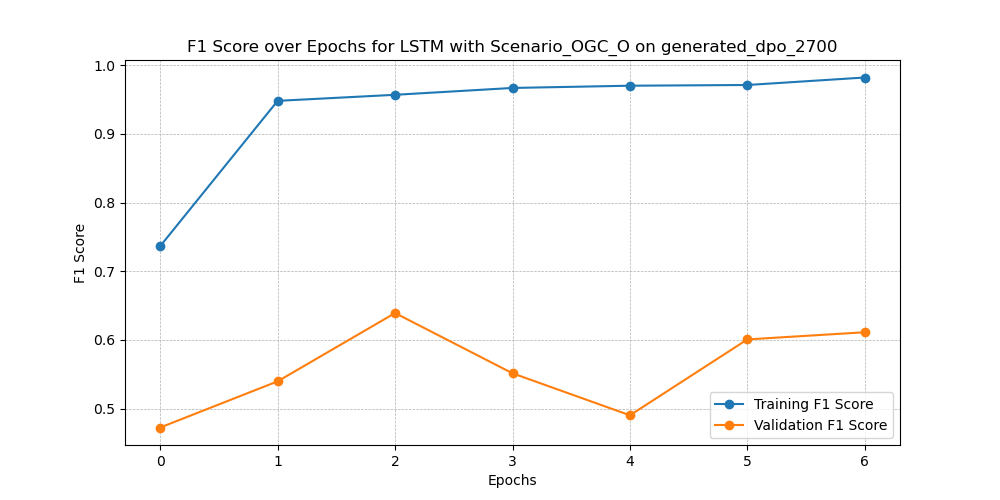 F1 Score over Epochs for LSTM with Scenario_OGC_O on generated_dpo_2700
F1 Score
1.0
0.9
0.8
0.7
0.6
0.5
0 1 2 3 4 5 6
Epochs
Training F1 Score
Validation F1 Score